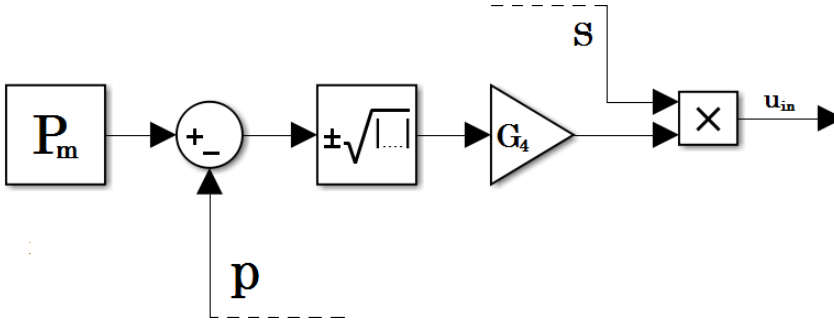 s
P_m
+
−
±√|....|
G_4
×
u_in
p